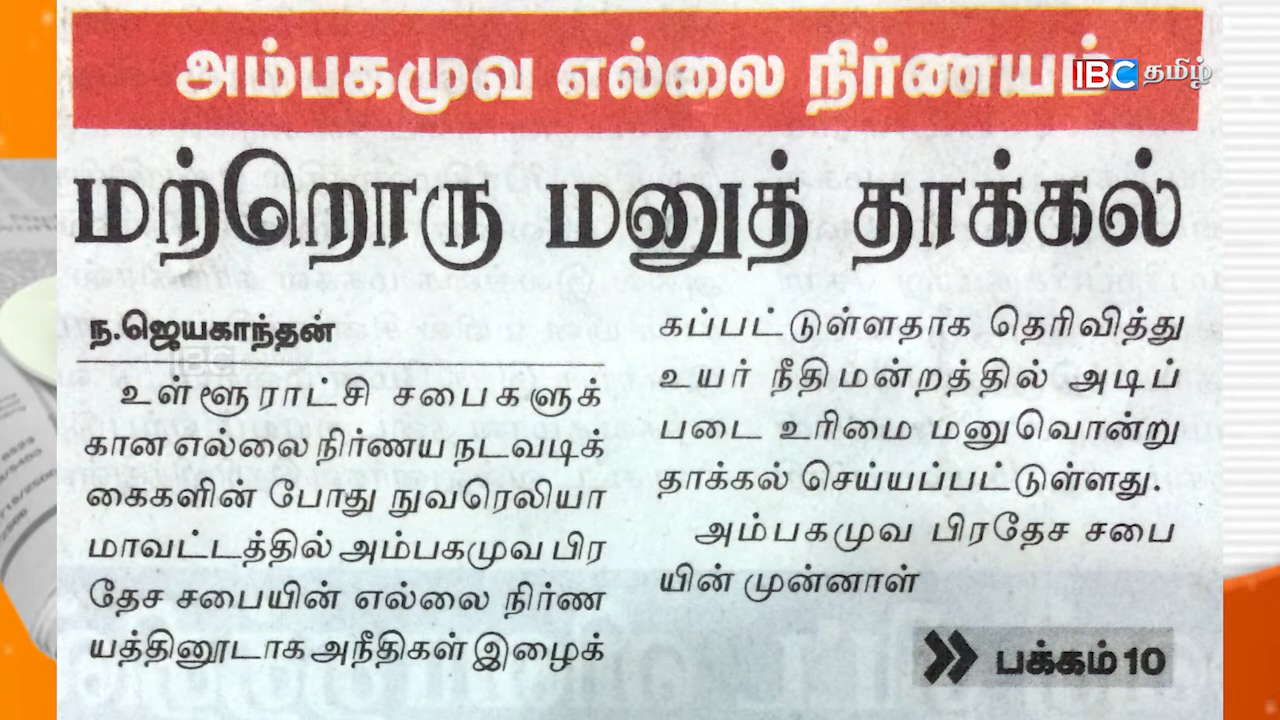 அம்பகமுவ எல்லை நிர்ணயம்
IBC தமிழ்
மற்றொரு மனுத் தாக்கல்
ந.ஜெயகாந்தன்
உள்ளூராட்சி சபைகளுக்
கான எல்லை நிர்ணய நடவடிக்
கைகளின் போது நுவரெலியா
மாவட்டத்தில் அம்பகமுவ பிர
தேச சபையின் எல்லை நிர்ண
யத்தினூடாக அநீதிகள் இழைக்
கப்பட்டுள்ளதாக தெரிவித்து
உயர் நீதிமன்றத்தில் அடிப்
படை உரிமை மனுவொன்று
தாக்கல் செய்யப்பட்டுள்ளது.
அம்பகமுவ பிரதேச சபை
யின் முன்னாள்
பக்கம் 10